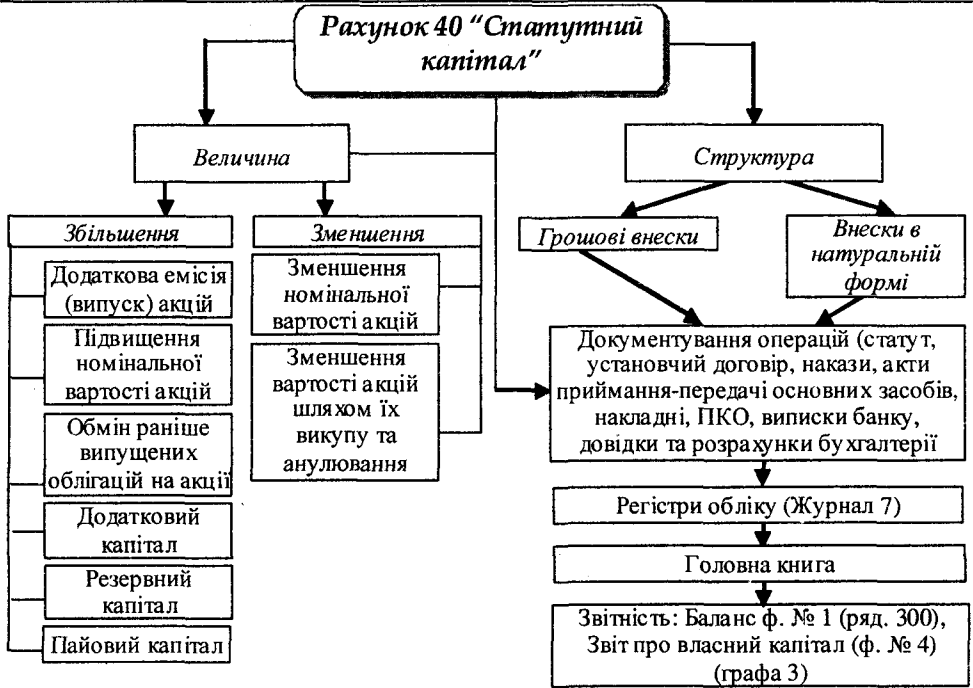 Рахунок 40 “Статутний
капітал”
Величина
Структура
Збільшення
Зменшення
Грошові внески
Внески в
натуральній
формі
Додаткова емісія
(випуск) акцій
Підвищення
номінальної
вартості акцій
Обмін раніше
випущених
облігацій на акції
Додатковий
капітал
Резервний
капітал
Пайовий капітал
Зменшення
номінальної
вартості акцій
Зменшення
вартості акцій
шляхом їх
викупу та
анулювання
Документування операцій (статут,
установчий договір, накази, акти
приймання-передачі основних засобів,
накладні, ПКО, виписки банку,
довідки та розрахунки бухгалтерії
Регістри обліку (Журнал 7)
Головна книга
Звітність: Баланс ф. № 1 (ряд. 300),
Звіт про власний капітал (ф. № 4)
(графа 3)